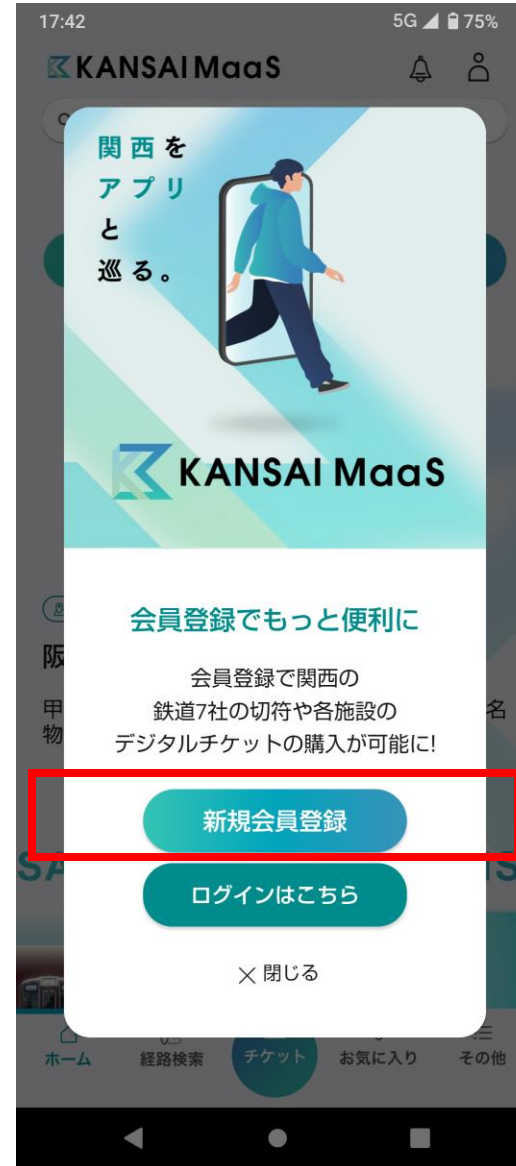 17:42 5G 75%
KANSAI MaaS
関西を
アプリ
と
巡る。
KANSAI MaaS
会員登録でもっと便利に
阪
会員登録で関西の
甲 鉄道7社の切符や各施設の 名
物 デジタルチケットの購入が可能に!
新規会員登録
ログインはこちら
× 閉じる
ホーム 経路検索 チケット お気に入り その他